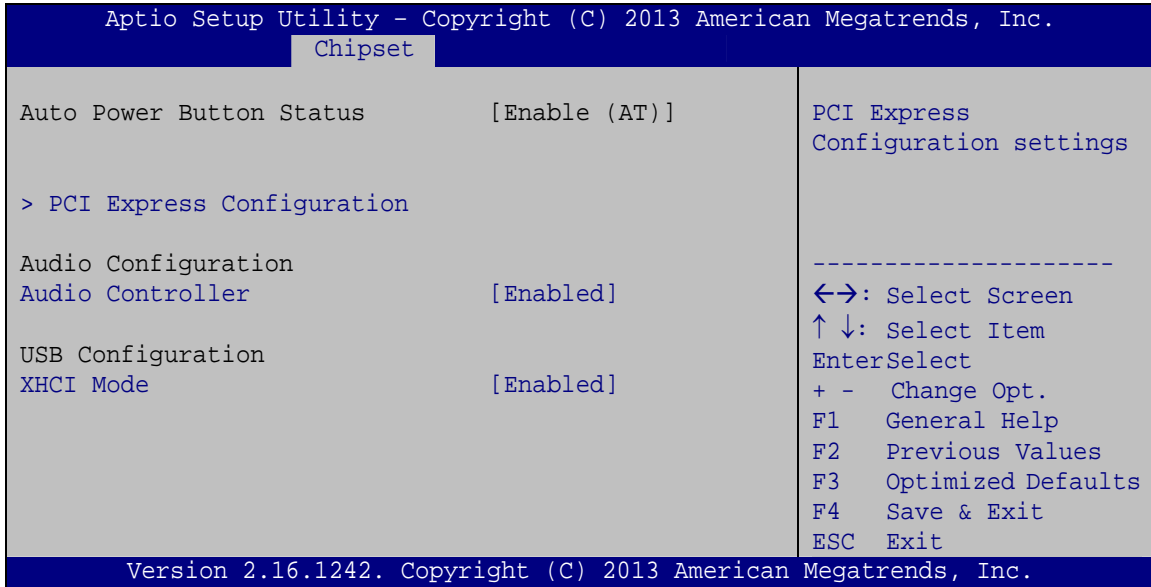 Aptio Setup Utility – Copyright (C) 2013 American Megatrends, Inc.
Chipset
Auto Power Button Status [Enable (AT)]
> PCI Express Configuration
Audio Configuration
Audio Controller [Enabled]
USB Configuration
XHCI Mode [Enabled]
PCI Express
Configuration settings
---------------------
←→: Select Screen
↑ ↓: Select Item
EnterSelect
+ - Change Opt.
F1 General Help
F2 Previous Values
F3 Optimized Defaults
F4 Save & Exit
ESC Exit
Version 2.16.1242. Copyright (C) 2013 American Megatrends, Inc.